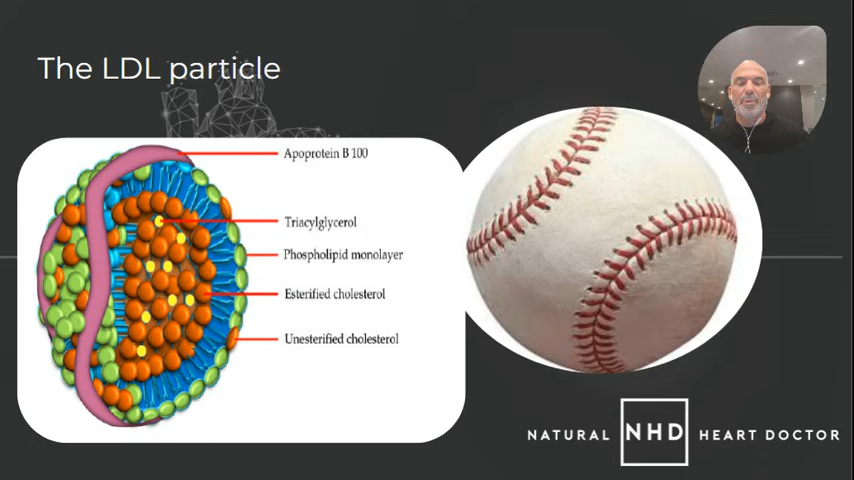 The LDL particle
Apoprotein B 100
Triacylglycerol
Phospholipid monolayer
Esterified cholesterol
Unesterified cholesterol
NATURAL NHD HEART DOCTOR